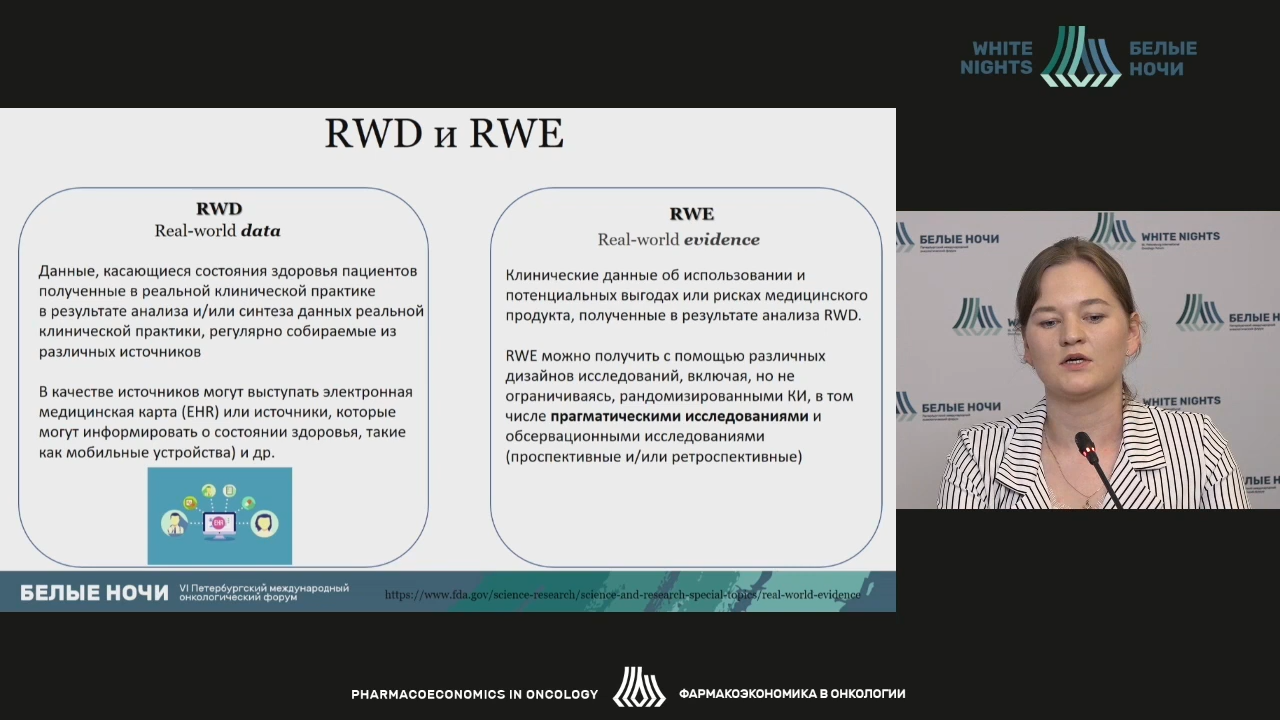 WHITE
NIGHTS
БЕЛЫЕ
НОЧИ
RWD и RWE
RWD
Real-world data
Данные, касающиеся состояния здоровья пациентов
полученные в реальной клинической практике
в результате анализа и/или синтеза данных реальной
клинической практики, регулярно собираемые из
различных источников
В качестве источников могут выступать электронная
медицинская карта (EHR) или источники, которые
могут информировать о состоянии здоровья, такие
как мобильные устройства) и др.
EHR
RWE
Real-world evidence
Клинические данные об использовании и
потенциальных выгодах или рисках медицинского
продукта, полученные в результате анализа RWD.
RWE можно получить с помощью различных
дизайнов исследований, включая, но не
ограничиваясь, рандомизированными КИ, в том
числе прагматическими исследованиями и
обсервационными исследованиями
(проспективные и/или ретроспективные)
БЕЛЫЕ НОЧИ
VI Петербургский международный
онкологический форум
https://www.fda.gov/science-research/science-and-research-special-topics/real-world-evidence
БЕЛЫЕ НОЧИ
WHITE NIGHTS
БЕЛЫЕ Н
БЕЛЫЕ НОЧИ
WHITE NIGHTS
PHARMACOECONOMICS IN ONCOLOGY
ФАРМАКОЭКОНОМИКА В ОНКОЛОГИИ